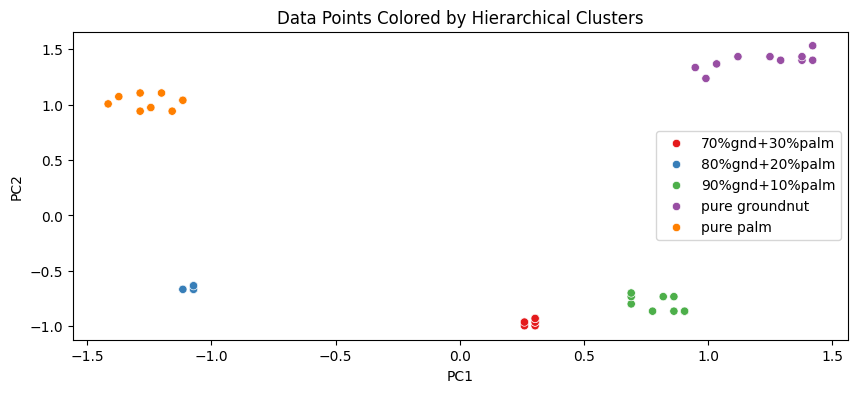 Data Points Colored by Hierarchical Clusters
1.5
1.0
0.5
0.0
−0.5
−1.0
PC2
70%gnd+30%palm
80%gnd+20%palm
90%gnd+10%palm
pure groundnut
pure palm
−1.5 −1.0 −0.5 0.0 0.5 1.0 1.5
PC1